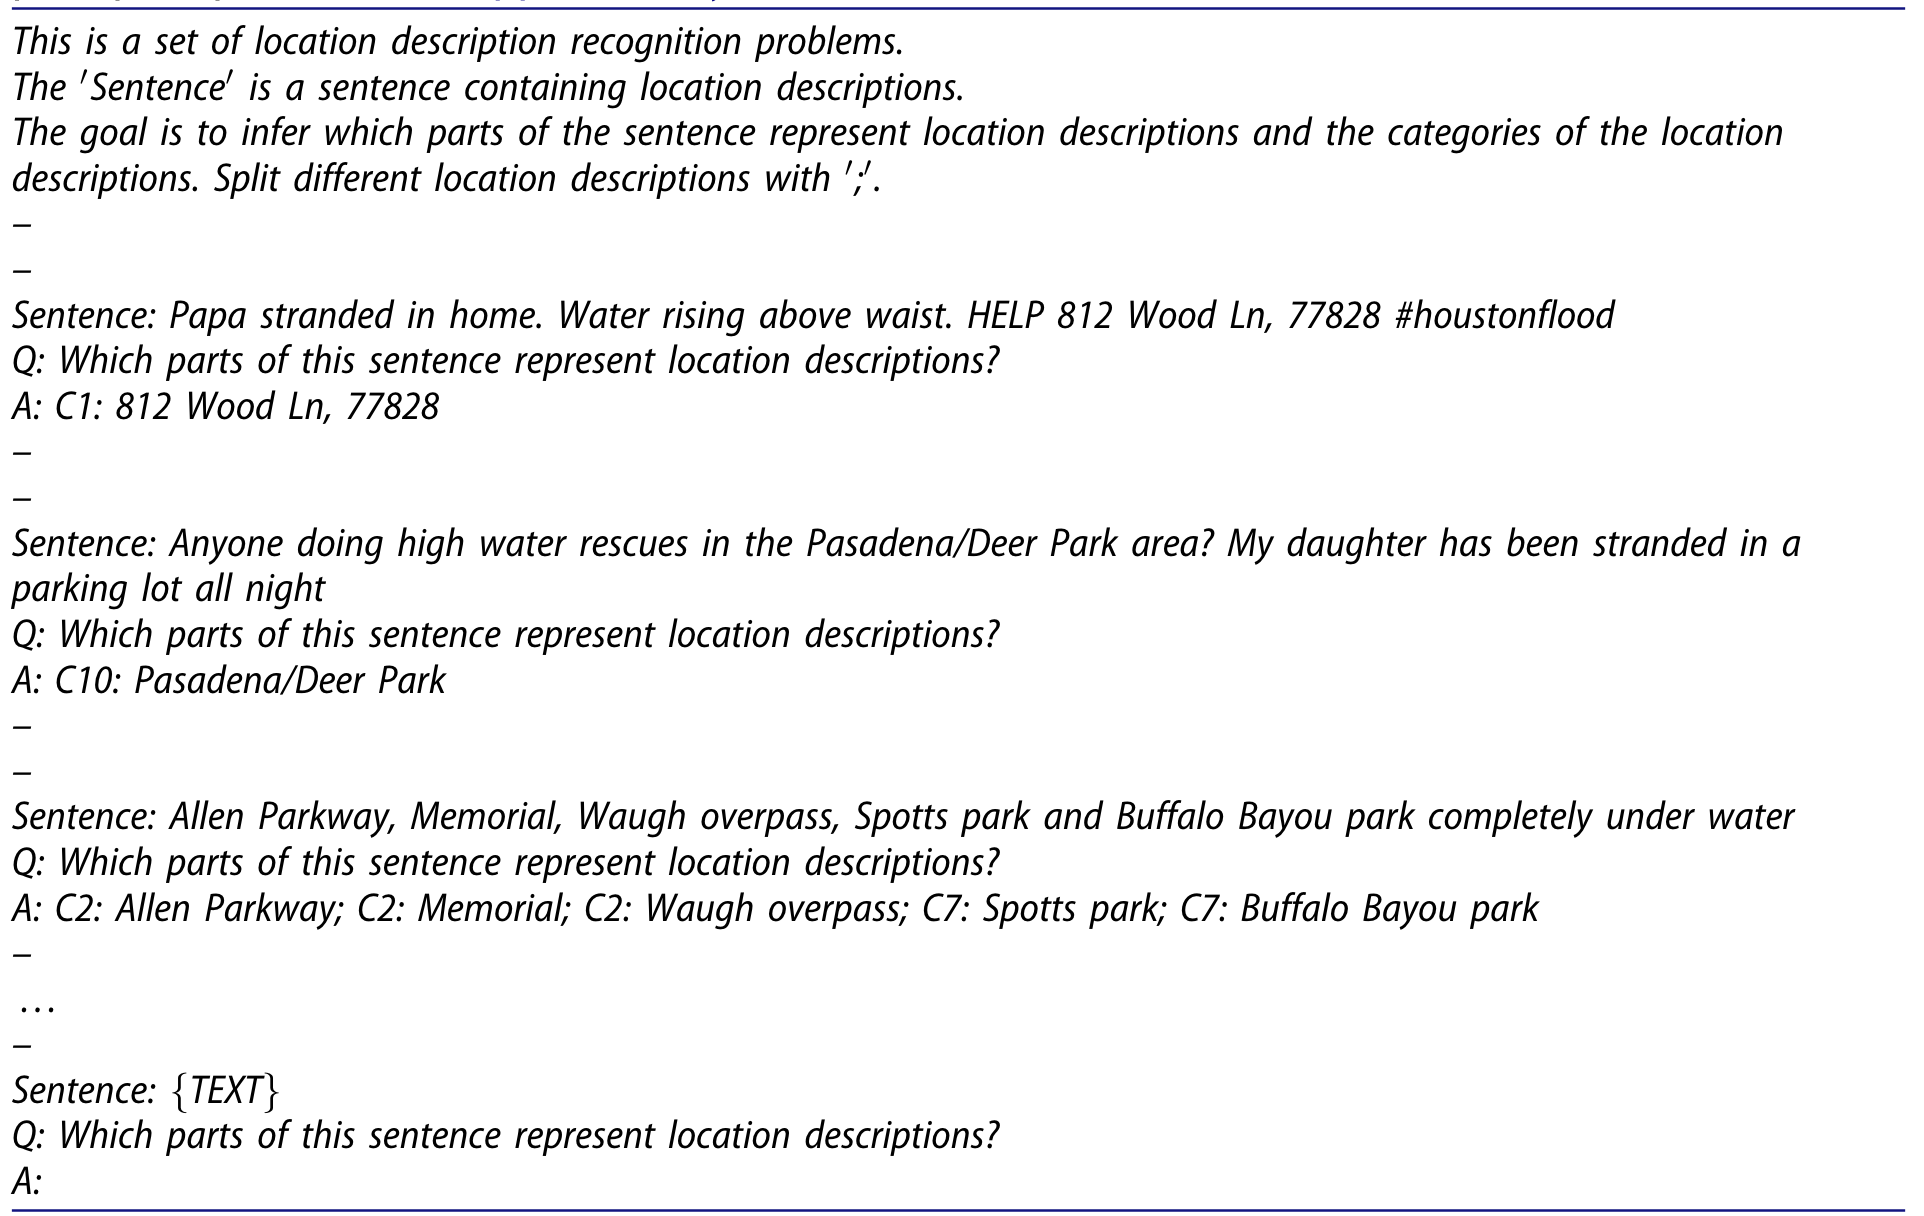 This is a set of location description recognition problems.
The ′Sentence′ is a sentence containing location descriptions.
The goal is to infer which parts of the sentence represent location descriptions and the categories of the location
descriptions. Split different location descriptions with ′;′.
–
–
Sentence: Papa stranded in home. Water rising above waist. HELP 812 Wood Ln, 77828 #houstonflood
Q: Which parts of this sentence represent location descriptions?
A: C1: 812 Wood Ln, 77828
–
–
Sentence: Anyone doing high water rescues in the Pasadena/Deer Park area? My daughter has been stranded in a
parking lot all night
Q: Which parts of this sentence represent location descriptions?
A: C10: Pasadena/Deer Park
–
–
Sentence: Allen Parkway, Memorial, Waugh overpass, Spotts park and Buffalo Bayou park completely under water
Q: Which parts of this sentence represent location descriptions?
A: C2: Allen Parkway; C2: Memorial; C2: Waugh overpass; C7: Spotts park; C7: Buffalo Bayou park
–
…
–
Sentence: {TEXT}
Q: Which parts of this sentence represent location descriptions?
A: